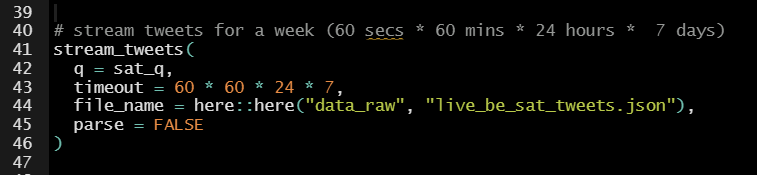 39
40 # stream tweets for a week (60 secs * 60 mins * 24 hours *  7 days)
41 stream_tweets(
42   q = sat_q,
43   timeout = 60 * 60 * 24 * 7,
44   file_name = here::here("data_raw", "live_be_sat_tweets.json"),
45   parse = FALSE
46 )
47